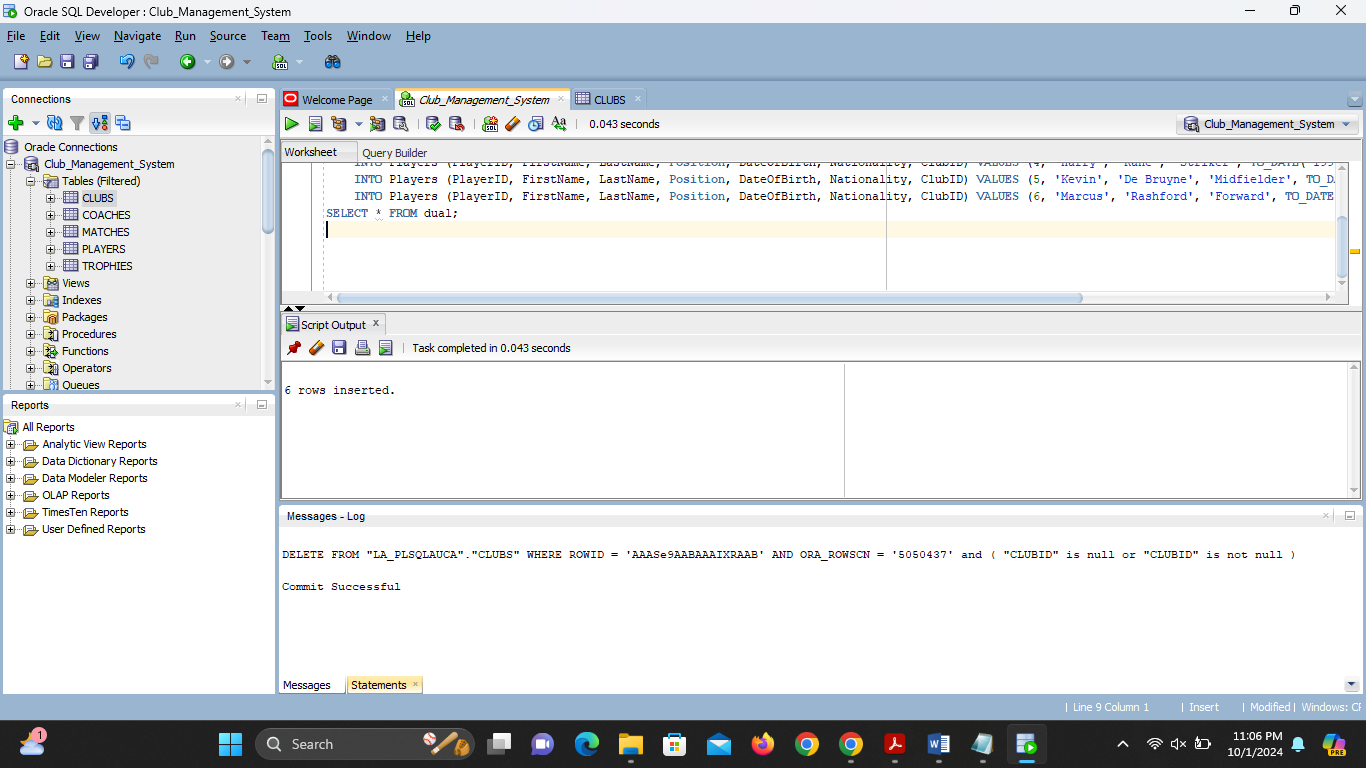 Oracle SQL Developer : Club_Management_System
File Edit View Navigate Run Source Team Tools Window Help
Connections
Oracle Connections
Club_Management_System
Tables (Filtered)
CLUBS
COACHES
MATCHES
PLAYERS
TROPHIES
Views
Indexes
Packages
Procedures
Functions
Operators
Queues
Reports
All Reports
Analytic View Reports
Data Dictionary Reports
Data Modeler Reports
OLAP Reports
TimesTen Reports
User Defined Reports
Welcome Page Club_Management_System CLUBS
0.043 seconds Club_Management_System
Worksheet Query Builder
INTO Players (PlayerID, FirstName, LastName, Position, DateOfBirth, Nationality, ClubID) VALUES (4, 'Harry', 'Kane', 'Striker', TO_DATE('199
INTO Players (PlayerID, FirstName, LastName, Position, DateOfBirth, Nationality, ClubID) VALUES (5, 'Kevin', 'De Bruyne', 'Midfielder', TO_D
INTO Players (PlayerID, FirstName, LastName, Position, DateOfBirth, Nationality, ClubID) VALUES (6, 'Marcus', 'Rashford', 'Forward', TO_DATE
SELECT * FROM dual;
Script Output
Task completed in 0.043 seconds
6 rows inserted.
Messages - Log
DELETE FROM "LA_PLSQLAUCA"."CLUBS" WHERE ROWID = 'AAASe9AABAAAIXRAAB' AND ORA_ROWSCN = '5050437' and ( "CLUBID" is null or "CLUBID" is not null )
Commit Successful
Messages Statements
Line 9 Column 1 Insert Modified Windows: CF
1 Search 11:06 PM
10/1/2024 PRE